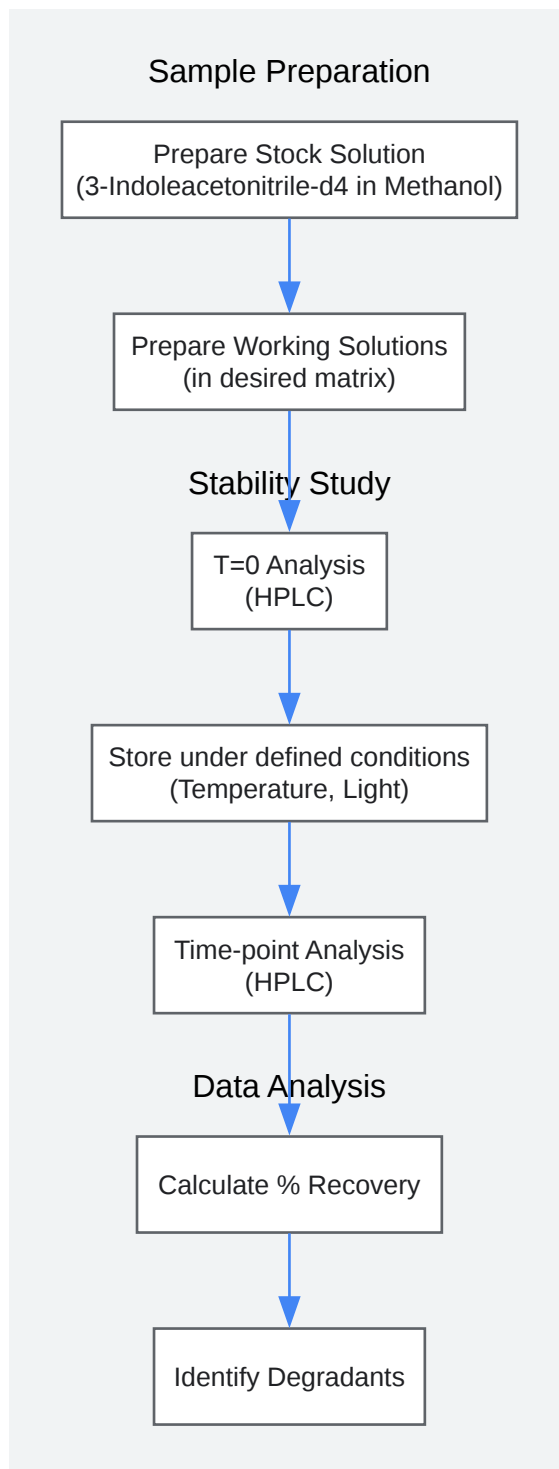 Sample Preparation
Prepare Stock Solution
(3-Indoleacetonitrile-d4 in Methanol)
Prepare Working Solutions
(in desired matrix)
Stability Study
T=0 Analysis
(HPLC)
Store under defined conditions
(Temperature, Light)
Time-point Analysis
(HPLC)
Data Analysis
Calculate % Recovery
Identify Degradants